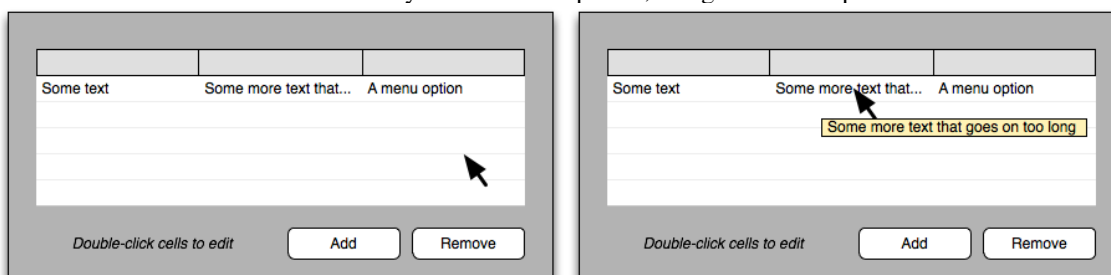 Some text Some more text that... A menu option
Double-click cells to edit Add Remove
Some text Some more text that... A menu option
Some more text that goes on too long
Double-click cells to edit Add Remove